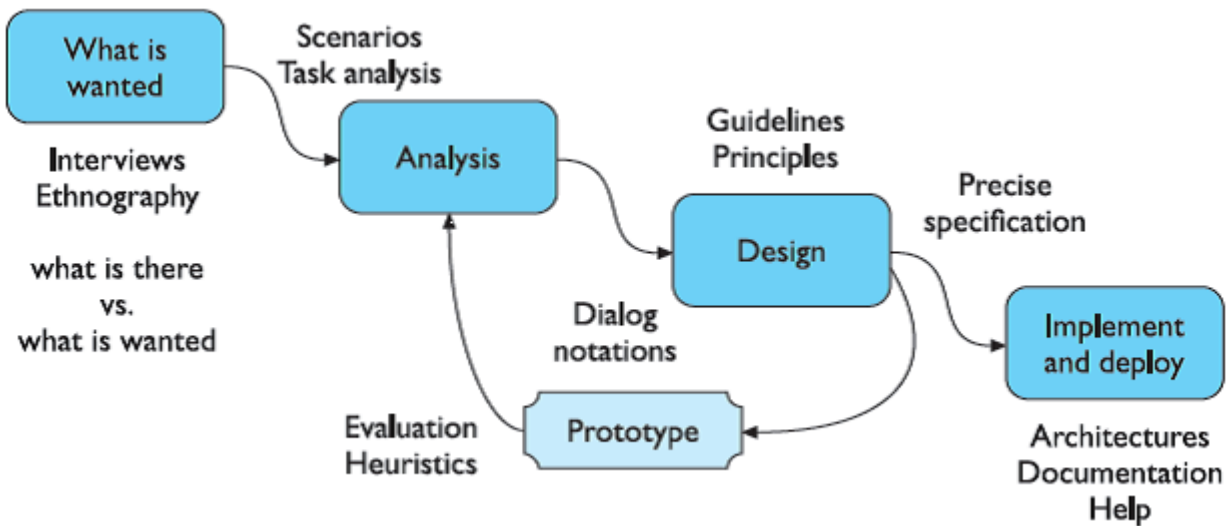 What is
wanted
Scenarios
Task analysis
Interviews
Ethnography
what is there
vs.
what is wanted
Analysis
Guidelines
Principles
Design
Precise
specification
Dialog
notations
Implement
and deploy
Evaluation
Heuristics
Prototype
Architectures
Documentation
Help